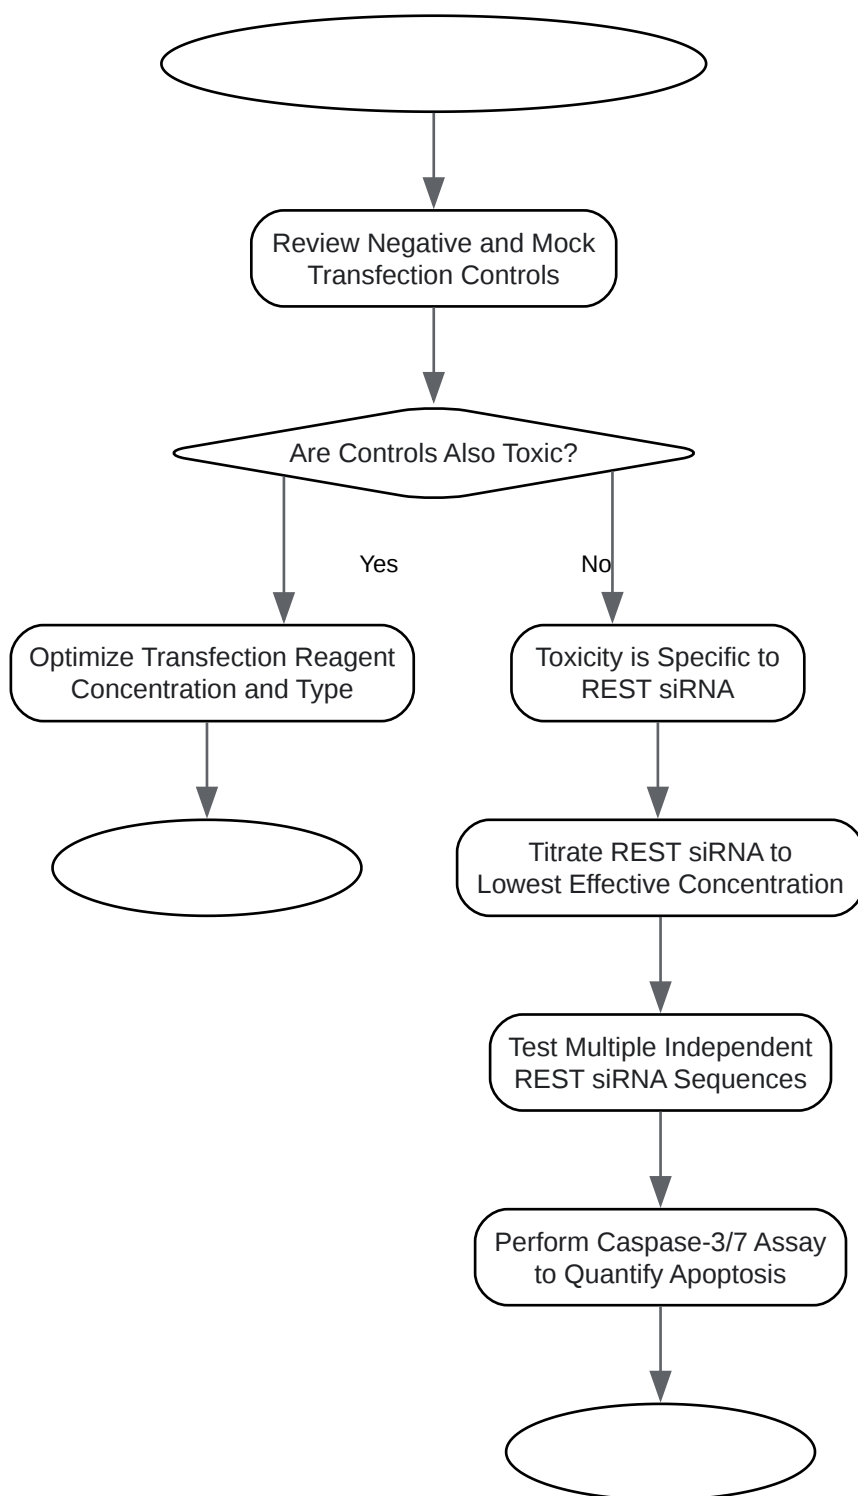 Review Negative and Mock
Transfection Controls
Are Controls Also Toxic?
Yes
No
Optimize Transfection Reagent
Concentration and Type
Toxicity is Specific to
REST siRNA
Titrate REST siRNA to
Lowest Effective Concentration
Test Multiple Independent
REST siRNA Sequences
Perform Caspase-3/7 Assay
to Quantify Apoptosis